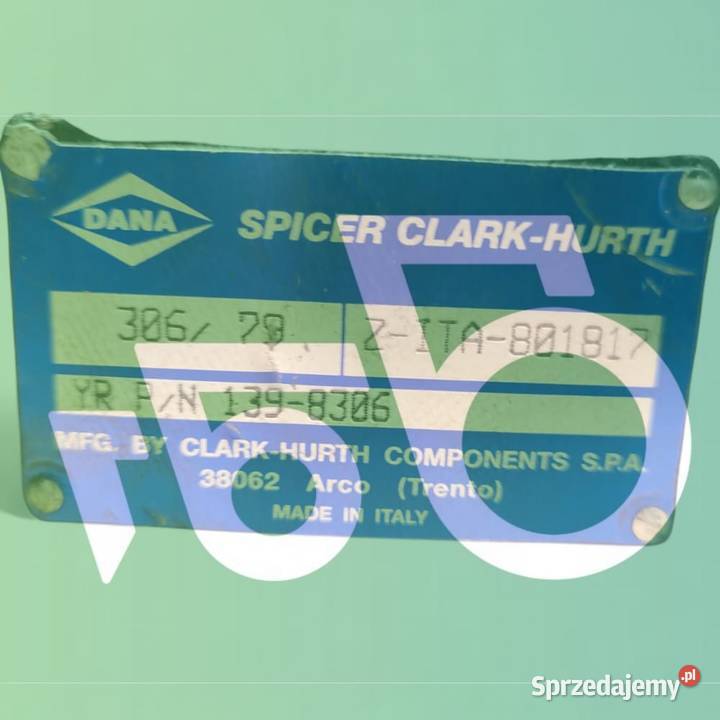 DANA
SPICER CLARK-HURTH
306/ 70 Z-ITA-801817
YR P/N 139-8306
MFG. BY CLARK-HURTH COMPONENTS S.P.A.
38062 Arco (Trento)
MADE IN ITALY
Sprzedajemy.pl